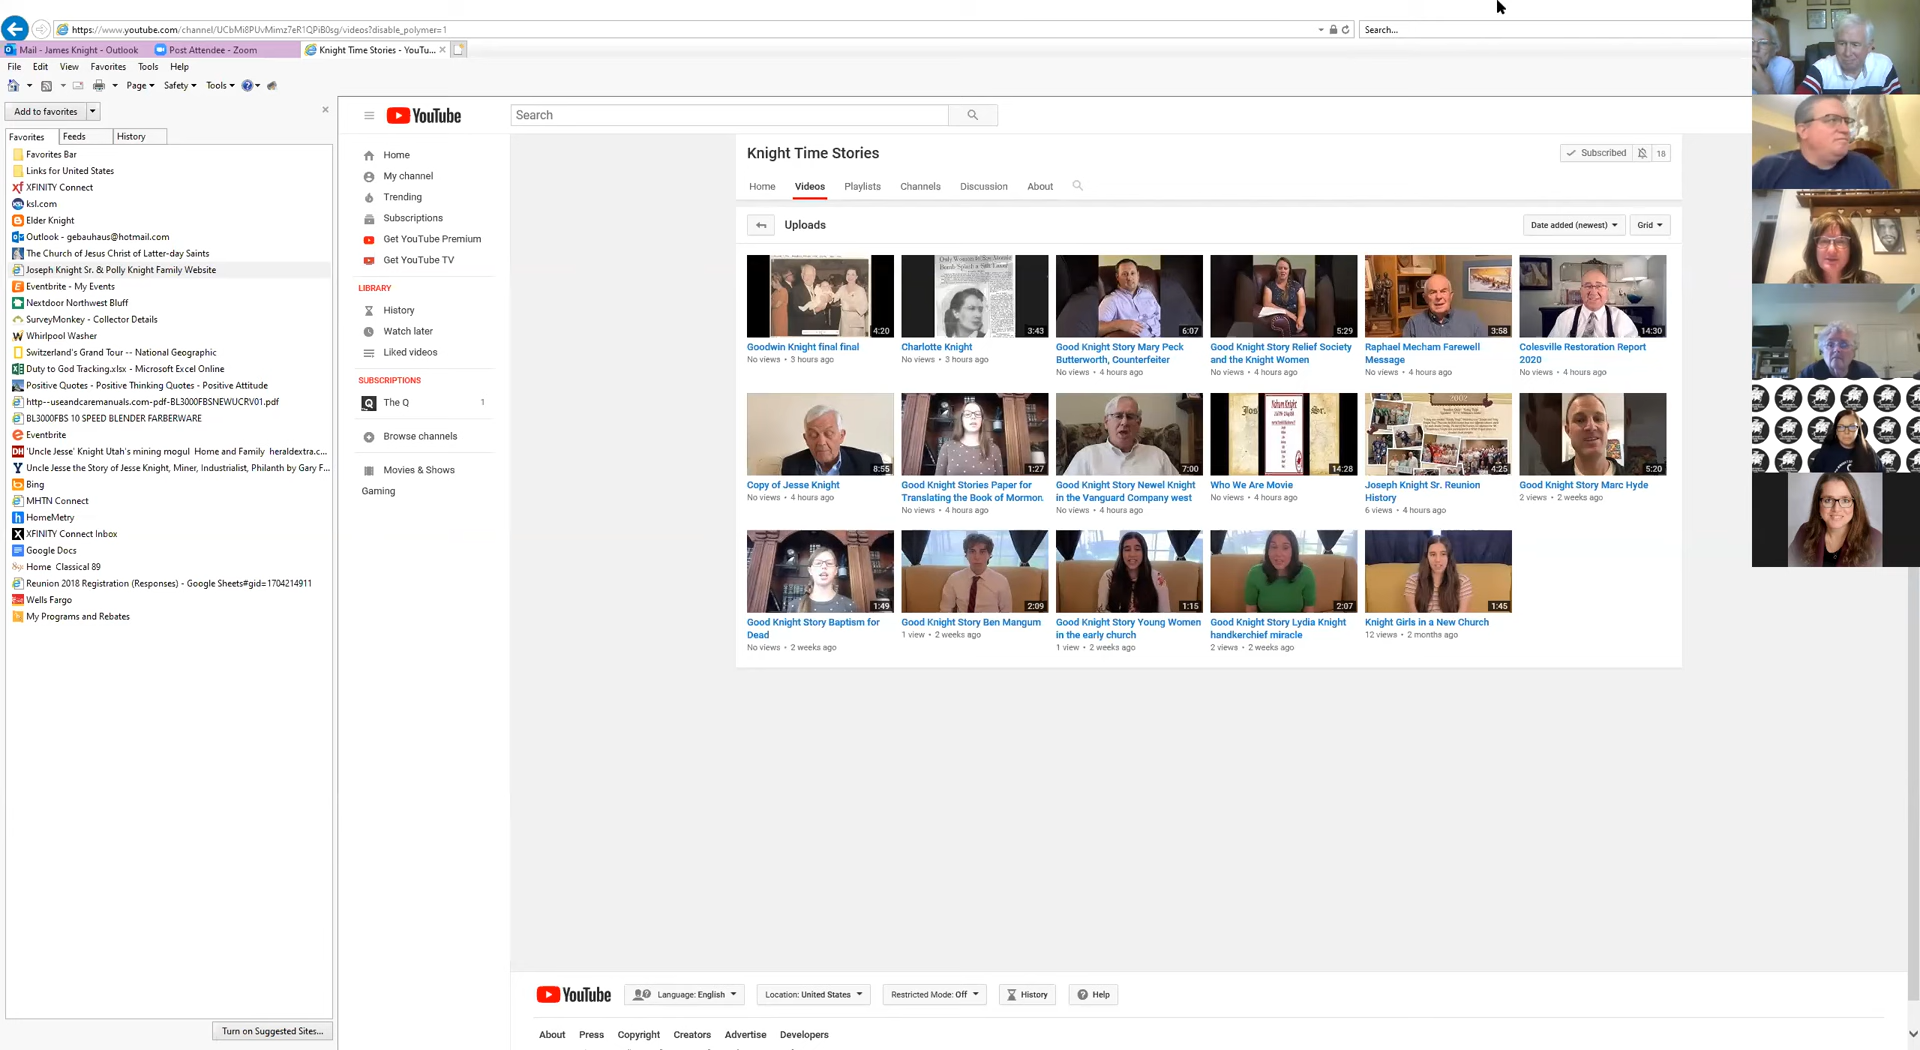 https://www.youtube.com/channel/UCbMi8PUvMimz7eR1QPiB0sg/videos?disable_polymer=1
Search...
Mail - James Knight - Outlook
Post Attendee - Zoom
Knight Time Stories - YouTu...
File Edit View Favorites Tools Help
Page Safety Tools
Add to favorites
Favorites Feeds History
Favorites Bar
Links for United States
XFINITY Connect
ksl.com
Elder Knight
Outlook - gebauhaus@hotmail.com
The Church of Jesus Christ of Latter-day Saints
Joseph Knight Sr. & Polly Knight Family Website
Eventbrite - My Events
Nextdoor Northwest Bluff
SurveyMonkey - Collector Details
Whirlpool Washer
Switzerland's Grand Tour -- National Geographic
Duty to God Tracking.xlsx - Microsoft Excel Online
Positive Quotes - Positive Thinking Quotes - Positive Attitude
http--useandcaremanuals.com-pdf-BL3000FBSNEWUCRV01.pdf
BL3000FBS 10 SPEED BLENDER FARBERWARE
Eventbrite
'Uncle Jesse' Knight Utah's mining mogul Home and Family heraldextra.c...
Uncle Jesse the Story of Jesse Knight, Miner, Industrialist, Philanth by Gary F...
Bing
MHTN Connect
HomeMetry
XFINITY Connect Inbox
Google Docs
Home Classical 89
Reunion 2018 Registration (Responses) - Google Sheets#gid=1704214911
Wells Fargo
My Programs and Rebates
Turn on Suggested Sites...
YouTube
Search
Home
My channel
Trending
Subscriptions
Get YouTube Premium
Get YouTube TV
LIBRARY
History
Watch later
Liked videos
SUBSCRIPTIONS
The Q 1
Browse channels
Movies & Shows
Gaming
Knight Time Stories
Subscribed 18
Home Videos Playlists Channels Discussion About
Uploads
Date added (newest) Grid
4:20
Goodwin Knight final final
No views • 3 hours ago
3:43
Charlotte Knight
No views • 3 hours ago
6:07
Good Knight Story Mary Peck
Butterworth, Counterfeiter
No views • 4 hours ago
5:29
Good Knight Story Relief Society
and the Knight Women
No views • 4 hours ago
3:58
Raphael Mecham Farewell
Message
No views • 4 hours ago
14:30
Colesville Restoration Report
2020
No views • 4 hours ago
8:55
Copy of Jesse Knight
No views • 4 hours ago
1:27
Good Knight Stories Paper for
Translating the Book of Mormon.
No views • 4 hours ago
7:00
Good Knight Story Newel Knight
in the Vanguard Company west
No views • 4 hours ago
Jos Sr.
14:28
Who We Are Movie
No views • 4 hours ago
2002
4:25
Joseph Knight Sr. Reunion
History
6 views • 4 hours ago
5:20
Good Knight Story Marc Hyde
2 views • 2 weeks ago
1:49
Good Knight Story Baptism for
Dead
No views • 2 weeks ago
2:09
Good Knight Story Ben Mangum
1 view • 2 weeks ago
1:15
Good Knight Story Young Women
in the early church
1 view • 2 weeks ago
2:07
Good Knight Story Lydia Knight
handkerchief miracle
2 views • 2 weeks ago
1:45
Knight Girls in a New Church
12 views • 2 months ago
YouTube
Language: English
Location: United States
Restricted Mode: Off
History
Help
About Press Copyright Creators Advertise Developers